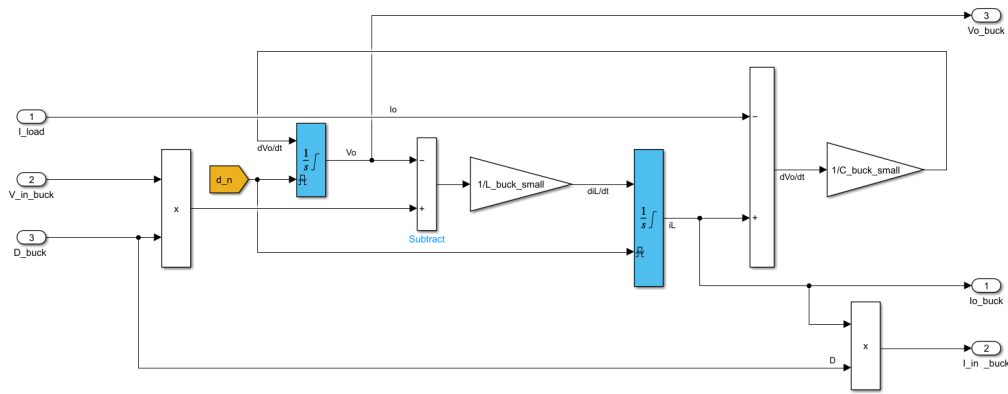 3
Vo_buck
Io
1
I_load
dVo/dt
1
s
Vo
−
+
Subtract
1/L_buck_small
diL/dt
1
s
iL
−
+
dVo/dt
1/C_buck_small
d_n
2
V_in_buck
x
3
D_buck
1
Io_buck
D
x
2
I_in _buck